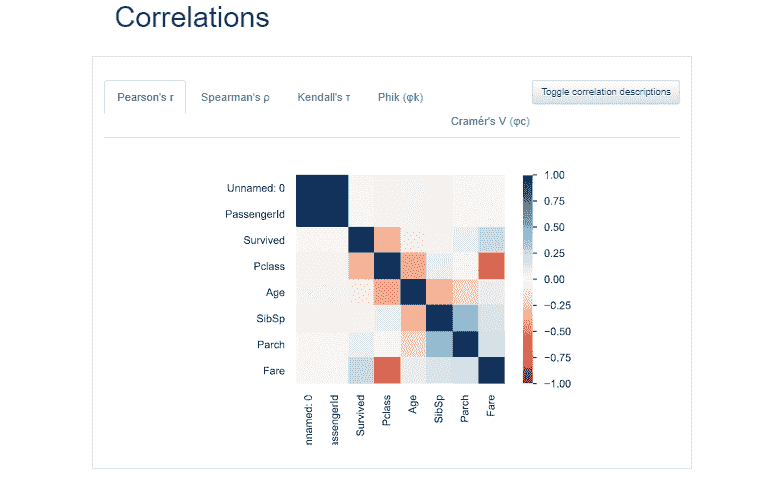 Correlations
Pearson's r Spearman's ρ Kendall's τ Phik (φk) Toggle correlation descriptions
Cramér's V (φc)
Unnamed: 0
PassengerId
Survived
Pclass
Age
SibSp
Parch
Fare
1.00
0.75
0.50
0.25
0.00
−0.25
−0.50
−0.75
−1.00
nnamed: 0
assengerId
Survived
Pclass
Age
SibSp
Parch
Fare